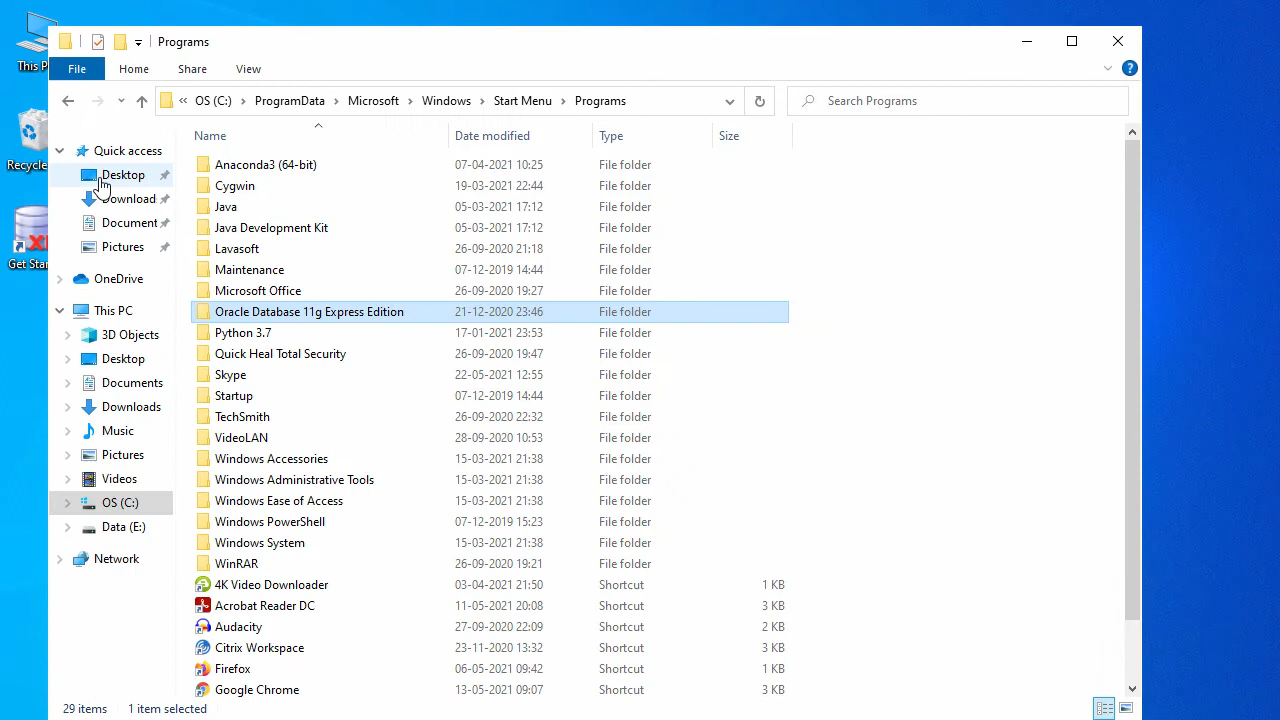 This P
Recycle
Get Star
Programs
File Home Share View
« OS (C:) › ProgramData › Microsoft › Windows › Start Menu › Programs
Search Programs
Quick access
Desktop
Download
Document
Pictures
OneDrive
This PC
3D Objects
Desktop
Documents
Downloads
Music
Pictures
Videos
OS (C:)
Data (E:)
Network
Name Date modified Type Size
Anaconda3 (64-bit) 07-04-2021 10:25 File folder
Cygwin 19-03-2021 22:44 File folder
Java 05-03-2021 17:12 File folder
Java Development Kit 05-03-2021 17:12 File folder
Lavasoft 26-09-2020 21:18 File folder
Maintenance 07-12-2019 14:44 File folder
Microsoft Office 26-09-2020 19:27 File folder
Oracle Database 11g Express Edition 21-12-2020 23:46 File folder
Python 3.7 17-01-2021 23:53 File folder
Quick Heal Total Security 26-09-2020 19:47 File folder
Skype 22-05-2021 12:55 File folder
Startup 07-12-2019 14:44 File folder
TechSmith 26-09-2020 22:32 File folder
VideoLAN 28-09-2020 10:53 File folder
Windows Accessories 15-03-2021 21:38 File folder
Windows Administrative Tools 15-03-2021 21:38 File folder
Windows Ease of Access 15-03-2021 21:38 File folder
Windows PowerShell 07-12-2019 15:23 File folder
Windows System 15-03-2021 21:38 File folder
WinRAR 26-09-2020 19:21 File folder
4K Video Downloader 03-04-2021 21:50 Shortcut 1 KB
Acrobat Reader DC 11-05-2021 20:08 Shortcut 3 KB
Audacity 27-09-2020 22:09 Shortcut 2 KB
Citrix Workspace 23-11-2020 13:32 Shortcut 3 KB
Firefox 06-05-2021 09:42 Shortcut 1 KB
Google Chrome 13-05-2021 09:07 Shortcut 3 KB
29 items 1 item selected